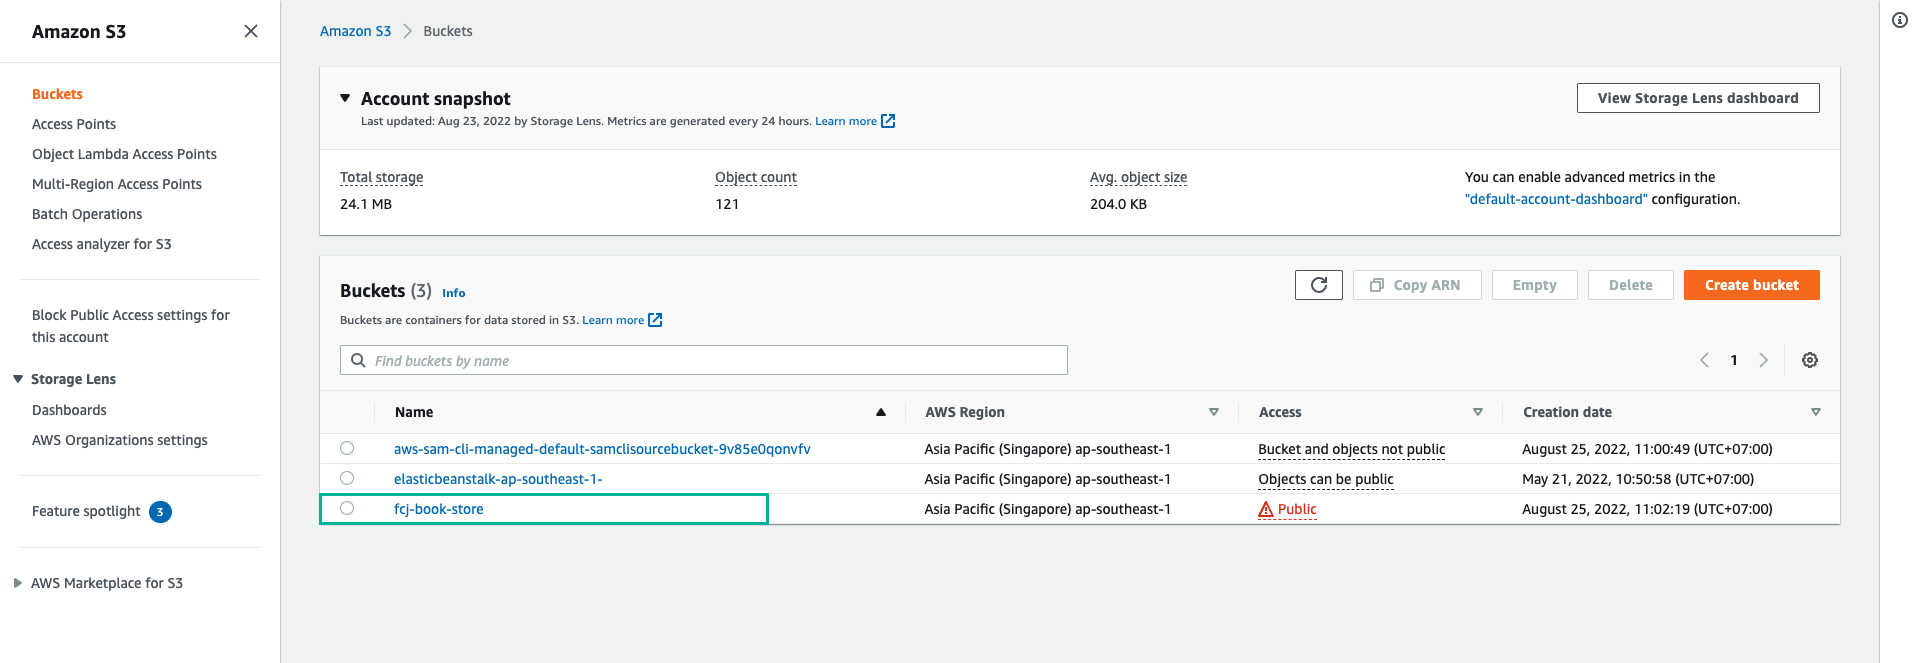 Amazon S3
Buckets
Access Points
Object Lambda Access Points
Multi-Region Access Points
Batch Operations
Access analyzer for S3
Block Public Access settings for
this account
Storage Lens
Dashboards
AWS Organizations settings
Feature spotlight 3
AWS Marketplace for S3
Amazon S3 Buckets
Account snapshot
View Storage Lens dashboard
Last updated: Aug 23, 2022 by Storage Lens. Metrics are generated every 24 hours. Learn more
Total storage
24.1 MB
Object count
121
Avg. object size
204.0 KB
You can enable advanced metrics in the
"default-account-dashboard" configuration.
Buckets (3) Info
Copy ARN Empty Delete Create bucket
Buckets are containers for data stored in S3. Learn more
Find buckets by name
1
Name AWS Region Access Creation date
aws-sam-cli-managed-default-samclisourcebucket-9v85e0qonvfv Asia Pacific (Singapore) ap-southeast-1 Bucket and objects not public August 25, 2022, 11:00:49 (UTC+07:00)
elasticbeanstalk-ap-southeast-1- Asia Pacific (Singapore) ap-southeast-1 Objects can be public May 21, 2022, 10:50:58 (UTC+07:00)
fcj-book-store Asia Pacific (Singapore) ap-southeast-1 Public August 25, 2022, 11:02:19 (UTC+07:00)